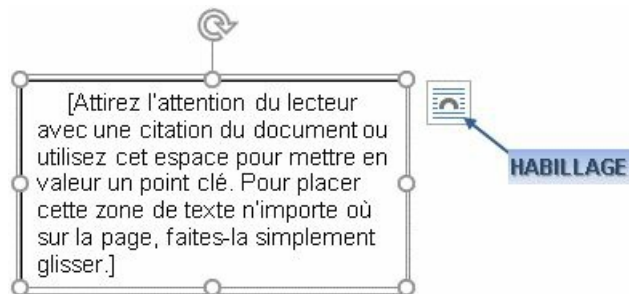 [Attirez l'attention du lecteur
avec une citation du document ou
utilisez cet espace pour mettre en
valeur un point clé. Pour placer
cette zone de texte n'importe où
sur la page, faites-la simplement
glisser.]
HABILLAGE